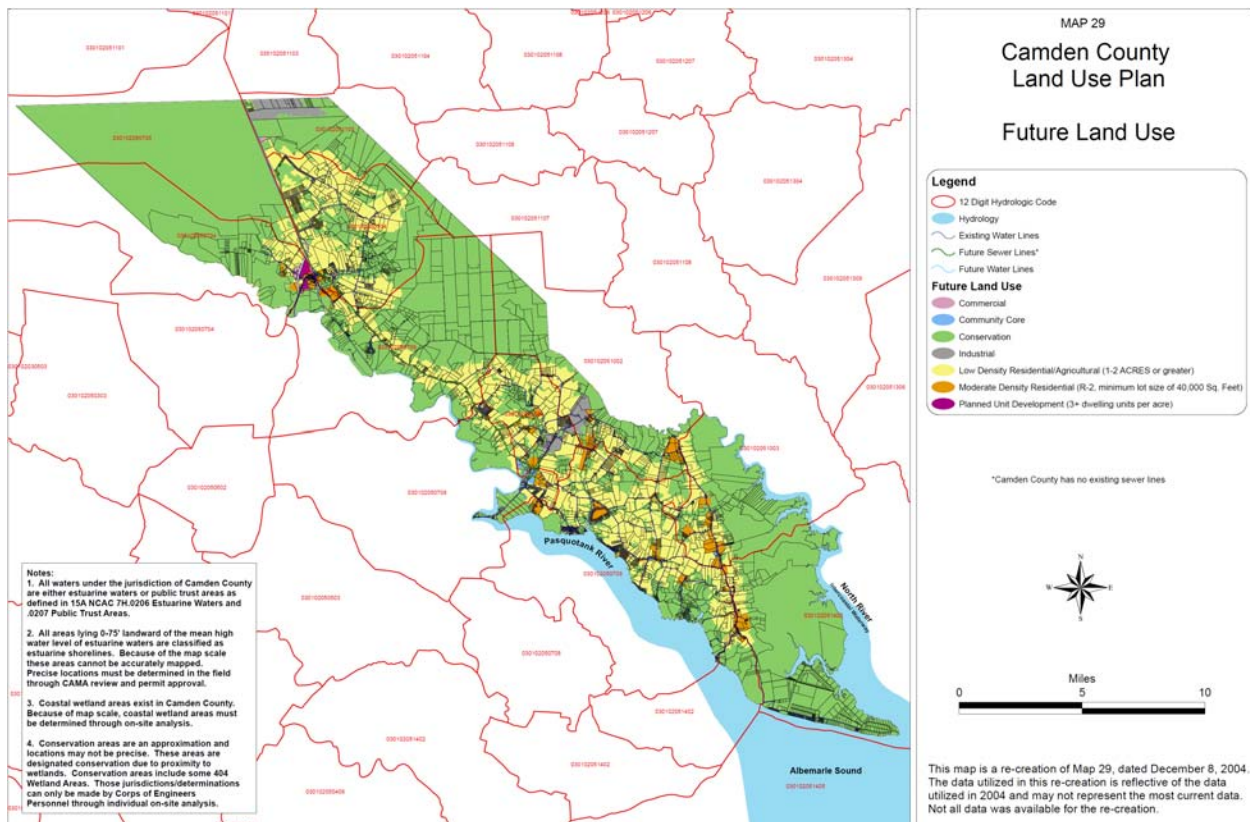 MAP 29
Camden County
Land Use Plan
Future Land Use
Legend
12 Digit Hydrologic Code
Hydrology
Existing Water Lines
Future Sewer Lines*
Future Water Lines
Future Land Use
Commercial
Community Core
Conservation
Industrial
Low Density Residential/Agricultural (1-2 ACRES or greater)
Moderate Density Residential (R-2, minimum lot size of 40,000 Sq. Feet)
Planned Unit Development (3+ dwelling units per acre)
*Camden County has no existing sewer lines
N
W E
S
Miles
0 5 10
This map is a re-creation of Map 29, dated December 8, 2004.
The data utilized in this re-creation is reflective of the data
utilized in 2004 and may not represent the most current data.
Not all data was available for the re-creation.
030102051101
030102051103
030102051104
030102051207
030102051304
030102051107
Pasquotank River
North River
Intracoastal Waterway
Albemarle Sound
Notes:
1. All waters under the jurisdiction of Camden County
are either estuarine waters or public trust areas as
defined in 15A NCAC 7H.0206 Estuarine Waters and
.0207 Public Trust Areas.
2. All areas lying 0-75' landward of the mean high
water level of estuarine waters are classified as
estuarine shorelines. Because of the map scale
these areas cannot be accurately mapped.
Precise locations must be determined in the field
through CAMA review and permit approval.
3. Coastal wetland areas exist in Camden County.
Because of map scale, coastal wetland areas must
be determined through on-site analysis.
4. Conservation areas are an approximation and
locations may not be precise. These areas are
designated conservation due to proximity to
wetlands. Conservation areas include some 404
Wetland Areas. Those jurisdictions/determinations
can only be made by Corps of Engineers
Personnel through individual on-site analysis.